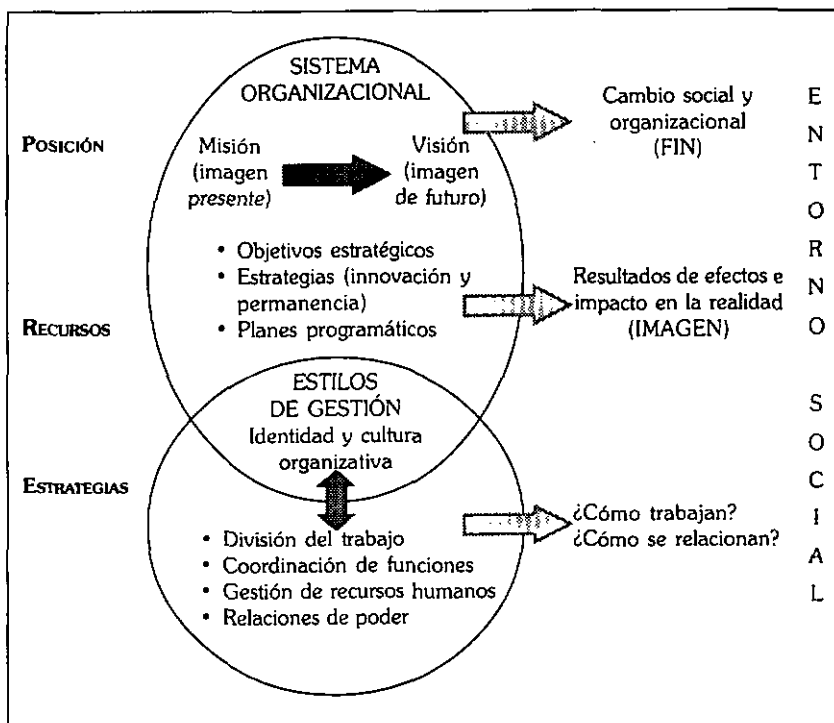 SISTEMA
ORGANIZACIONAL
POSICIÓN
Misión
(imagen
presente)
Visión
(imagen
de futuro)
Cambio social y
organizacional
(FIN)
• Objetivos estratégicos
• Estrategias (innovación y
permanencia)
• Planes programáticos
RECURSOS
Resultados de efectos e
impacto en la realidad
(IMAGEN)
ESTILOS
DE GESTIÓN
Identidad y cultura
organizativa
ESTRATEGIAS
• División del trabajo
• Coordinación de funciones
• Gestión de recursos humanos
• Relaciones de poder
¿Cómo trabajan?
¿Cómo se relacionan?
ENTORNO SOCIAL